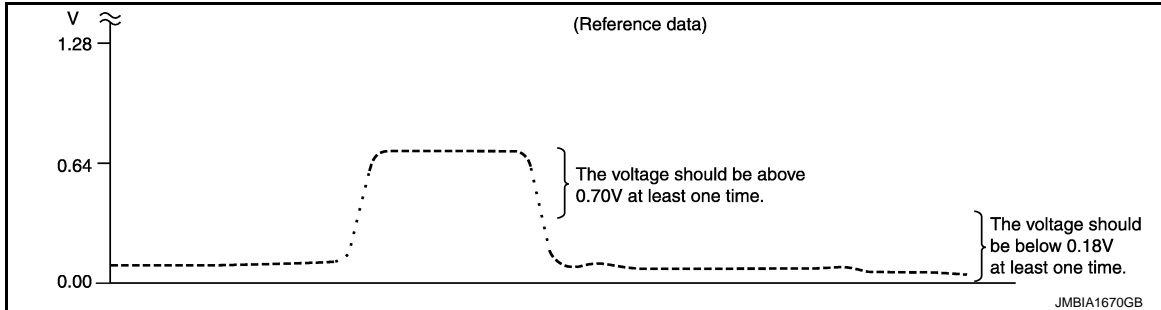 V
(Reference data)
1.28
0.64
The voltage should be above
0.70V at least one time.
The voltage should
be below 0.18V
at least one time.
0.00
JMBIA1670GB